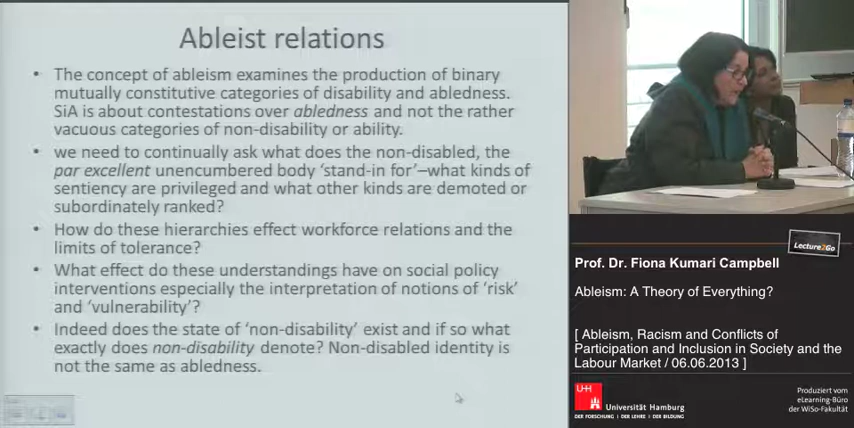 Ableist relations
• The concept of ableism examines the production of binary
mutually constitutive categories of disability and abledness.
SiA is about contestations over abledness and not the rather
vacuous categories of non-disability or ability.
• we need to continually ask what does the non-disabled, the
par excellent unencumbered body 'stand-in for'–what kinds of
sentiency are privileged and what other kinds are demoted or
subordinately ranked?
• How do these hierarchies effect workforce relations and the
limits of tolerance?
• What effect do these understandings have on social policy
interventions especially the interpretation of notions of 'risk'
and 'vulnerability'?
• Indeed does the state of 'non-disability' exist and if so what
exactly does non-disability denote? Non-disabled identity is
not the same as abledness.
Lecture2Go
Prof. Dr. Fiona Kumari Campbell
Ableism: A Theory of Everything?
[ Ableism, Racism and Conflicts of
Participation and Inclusion in Society and the
Labour Market / 06.06.2013 ]
UH
Universität Hamburg
DER FORSCHUNG | DER LEHRE | DER BILDUNG
Produziert vom
eLearning-Büro
der WiSo-Fakultät